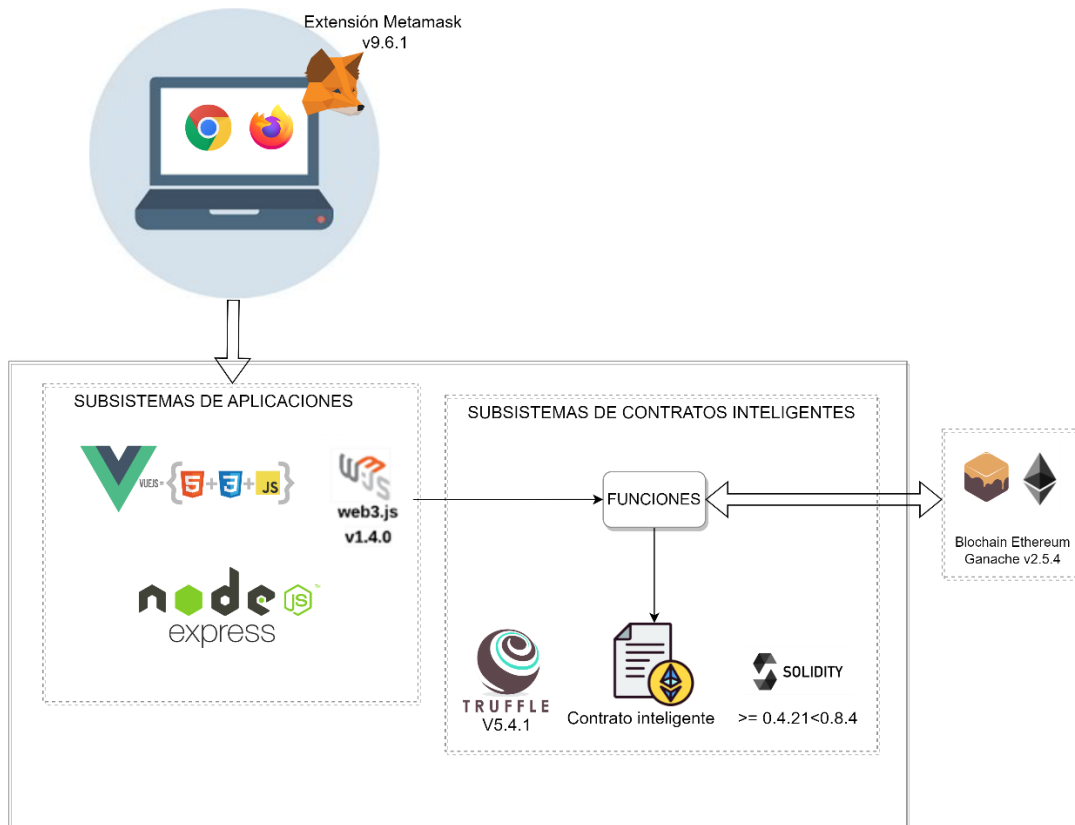 Extensión Metamask
v9.6.1
SUBSISTEMAS DE APLICACIONES
VUEJS = {5+3+JS}
web3.js
v1.4.0
node JS
express
SUBSISTEMAS DE CONTRATOS INTELIGENTES
FUNCIONES
TRUFFLE
V5.4.1
Contrato inteligente
SOLIDITY
>= 0.4.21<0.8.4
Blochain Ethereum
Ganache v2.5.4